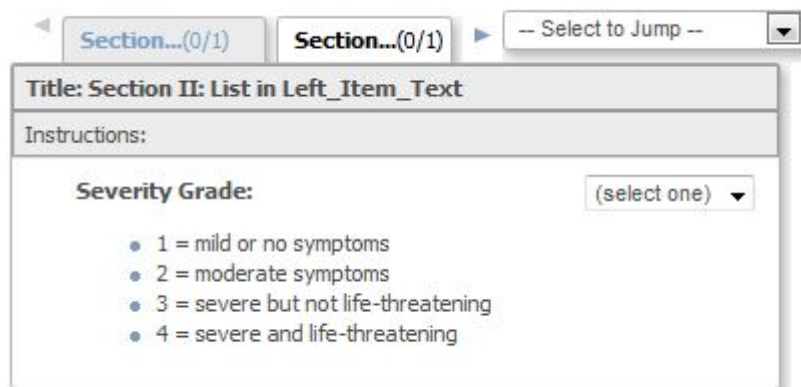 Section...(0/1) Section...(0/1) -- Select to Jump --
Title: Section II: List in Left_Item_Text
Instructions:
Severity Grade: (select one)
1 = mild or no symptoms
2 = moderate symptoms
3 = severe but not life-threatening
4 = severe and life-threatening